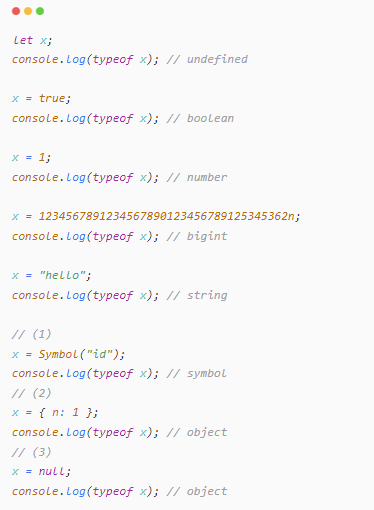 let x;
console.log(typeof x); // undefined
x = true;
console.log(typeof x); // boolean
x = 1;
console.log(typeof x); // number
x = 12345678912345678901234567891253​45362n;
console.log(typeof x); // bigint
x = "hello";
console.log(typeof x); // string
// (1)
x = Symbol("id");
console.log(typeof x); // symbol
// (2)
x = { n: 1 };
console.log(typeof x); // object
// (3)
x = null;
console.log(typeof x); // object